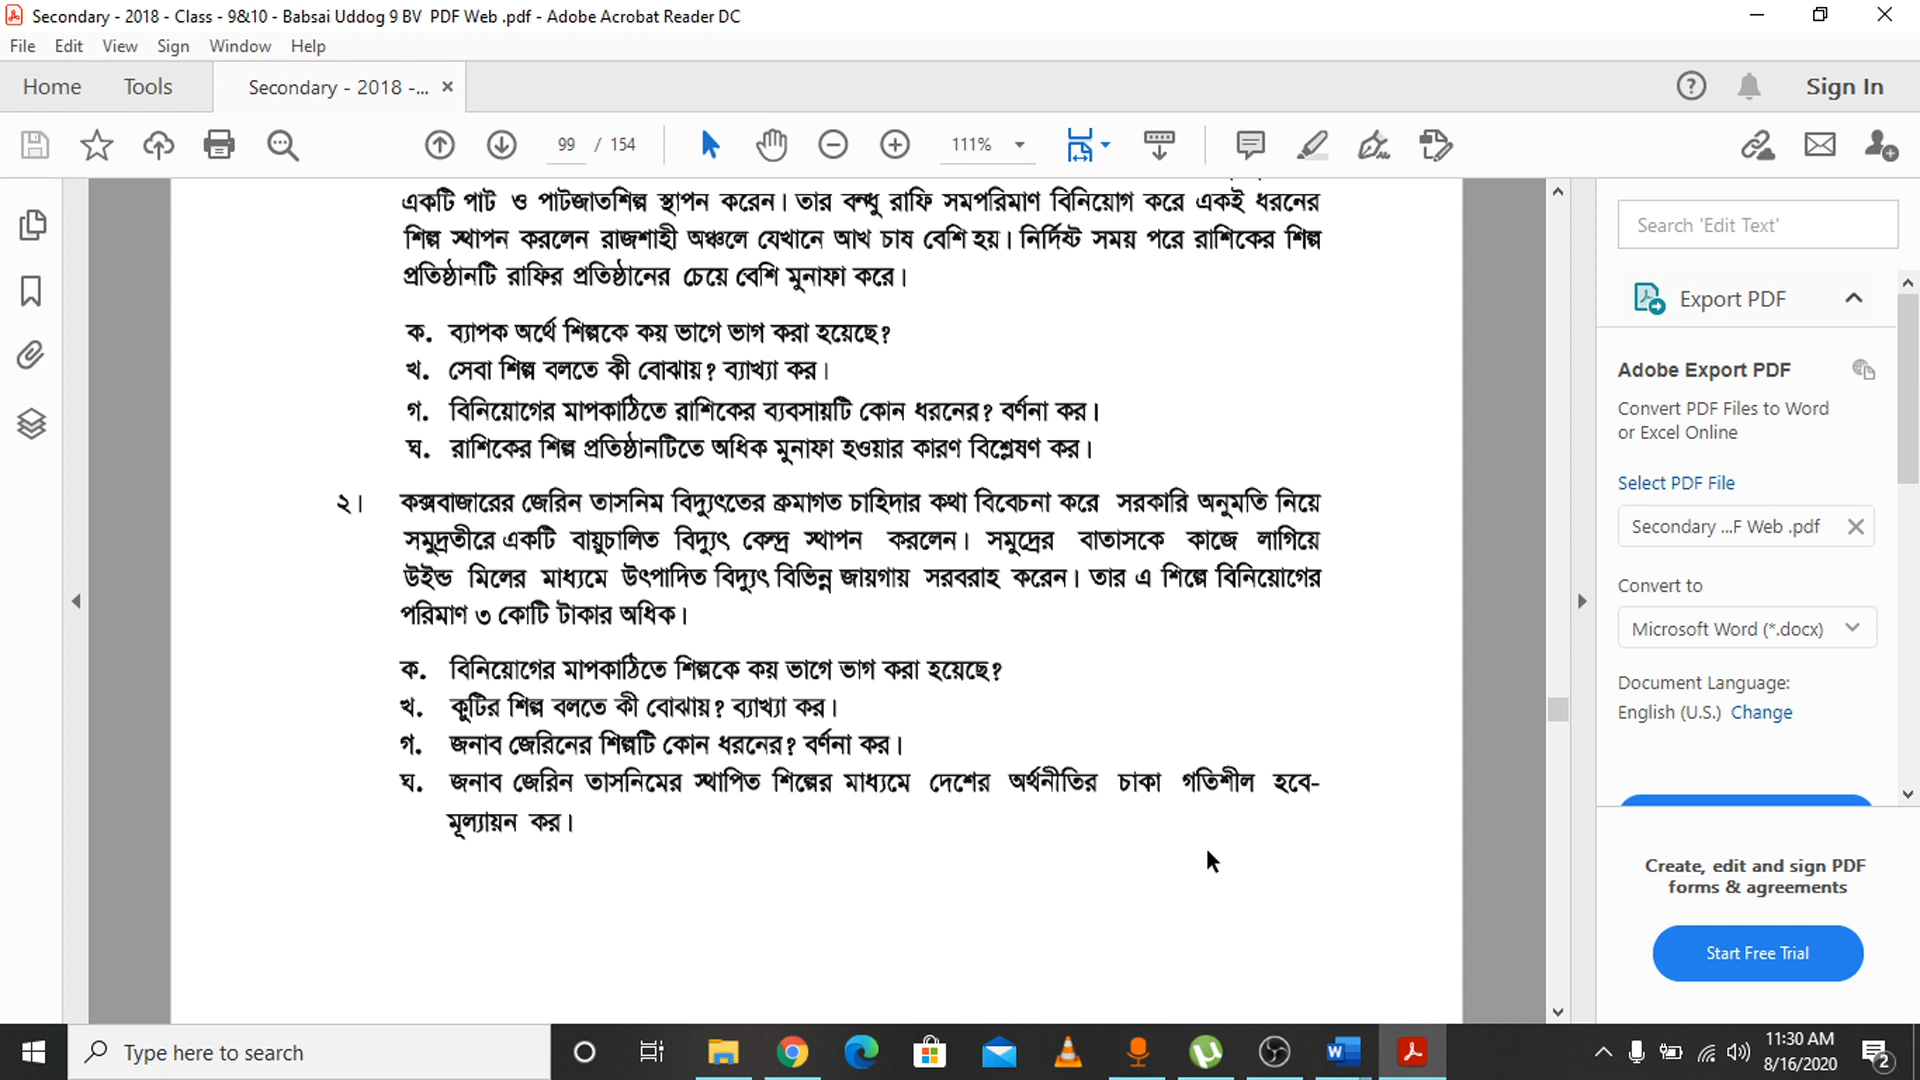 Secondary - 2018 - Class - 9&10 - Babsai Uddog 9 BV PDF Web .pdf - Adobe Acrobat Reader DC
File Edit View Sign Window Help
Home Tools Secondary - 2018 -... × Sign In
99 / 154 111%
একটি পাট ও পাটজাতশিল্প স্থাপন করেন। তার বন্ধু রাফি সমপরিমাণ বিনিয়োগ করে একই ধরনের
শিল্প স্থাপন করলেন রাজশাহী অঞ্চলে যেখানে আখ চাষ বেশি হয়। নির্দিষ্ট সময় পরে রাশিকের শিল্প
প্রতিষ্ঠানটি রাফির প্রতিষ্ঠানের চেয়ে বেশি মুনাফা করে।
ক. ব্যাপক অর্থে শিল্পকে কয় ভাগে ভাগ করা হয়েছে?
খ. সেবা শিল্প বলতে কী বোঝায়? ব্যাখ্যা কর।
গ. বিনিয়োগের মাপকাঠিতে রাশিকের ব্যবসায়টি কোন ধরনের? বর্ণনা কর।
ঘ. রাশিকের শিল্প প্রতিষ্ঠানটিতে অধিক মুনাফা হওয়ার কারণ বিশ্লেষণ কর।
২। কক্সবাজারের জেরিন তাসনিম বিদ্যুৎতের ক্রমাগত চাহিদার কথা বিবেচনা করে সরকারি অনুমতি নিয়ে
সমুদ্রতীরে একটি বায়ুচালিত বিদ্যুৎ কেন্দ্র স্থাপন করলেন। সমুদ্রের বাতাসকে কাজে লাগিয়ে
উইন্ড মিলের মাধ্যমে উৎপাদিত বিদ্যুৎ বিভিন্ন জায়গায় সরবরাহ করেন। তার এ শিল্পে বিনিয়োগের
পরিমাণ ৩ কোটি টাকার অধিক।
ক. বিনিয়োগের মাপকাঠিতে শিল্পকে কয় ভাগে ভাগ করা হয়েছে?
খ. কুটির শিল্প বলতে কী বোঝায়? ব্যাখ্যা কর।
গ. জনাব জেরিনের শিল্পটি কোন ধরনের? বর্ণনা কর।
ঘ. জনাব জেরিন তাসনিমের স্থাপিত শিল্পের মাধ্যমে দেশের অর্থনীতির চাকা গতিশীল হবে-
মূল্যায়ন কর।
Search 'Edit Text'
Export PDF
Adobe Export PDF
Convert PDF Files to Word
or Excel Online
Select PDF File
Secondary ...F Web .pdf
Convert to
Microsoft Word (*.docx)
Document Language:
English (U.S.) Change
Create, edit and sign PDF
forms & agreements
Start Free Trial
Type here to search
11:30 AM
8/16/2020
2